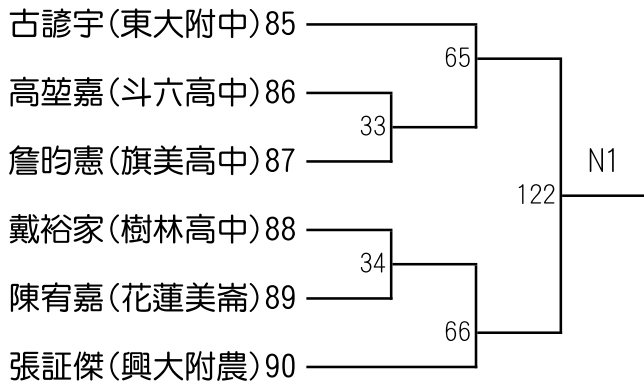 古諺宇(東大附中)85
65
高堃嘉(斗六高中)86
33
詹昀憲(旗美高中)87
N1
122
戴裕家(樹林高中)88
34
陳宥嘉(花蓮美崙)89
66
張証傑(興大附農)90